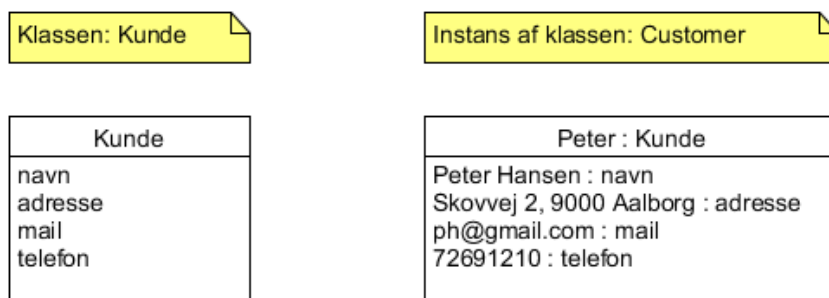 Klassen: Kunde
Instans af klassen: Customer
Kunde
navn
adresse
mail
telefon
Peter : Kunde
Peter Hansen : navn
Skovvej 2, 9000 Aalborg : adresse
ph@gmail.com : mail
72691210 : telefon